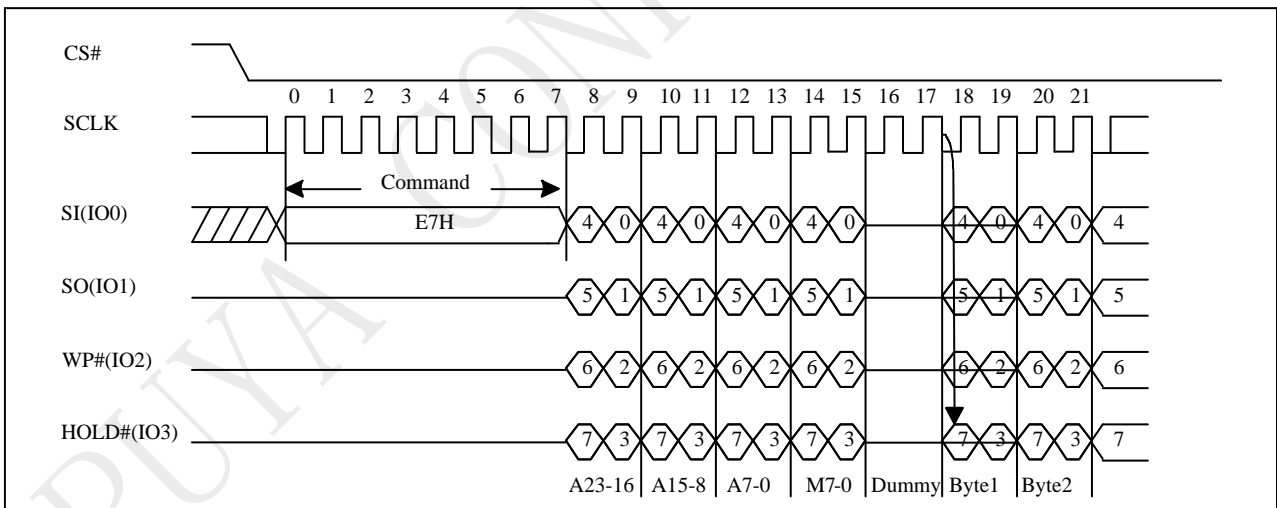 CS#
0 1 2 3 4 5 6 7 8 9 10 11 12 13 14 15 16 17 18 19 20 21
SCLK
Command
SI(IO0)
E7H 4 0 4 0 4 0 4 0 4 0 4 0 4
SO(IO1)
5 1 5 1 5 1 5 1 5 1 5 1 5
WP#(IO2)
6 2 6 2 6 2 6 2 6 2 6 2 6
HOLD#(IO3)
7 3 7 3 7 3 7 3 7 3 7 3 7
A23-16 A15-8 A7-0 M7-0 Dummy Byte1 Byte2
PUYA CON